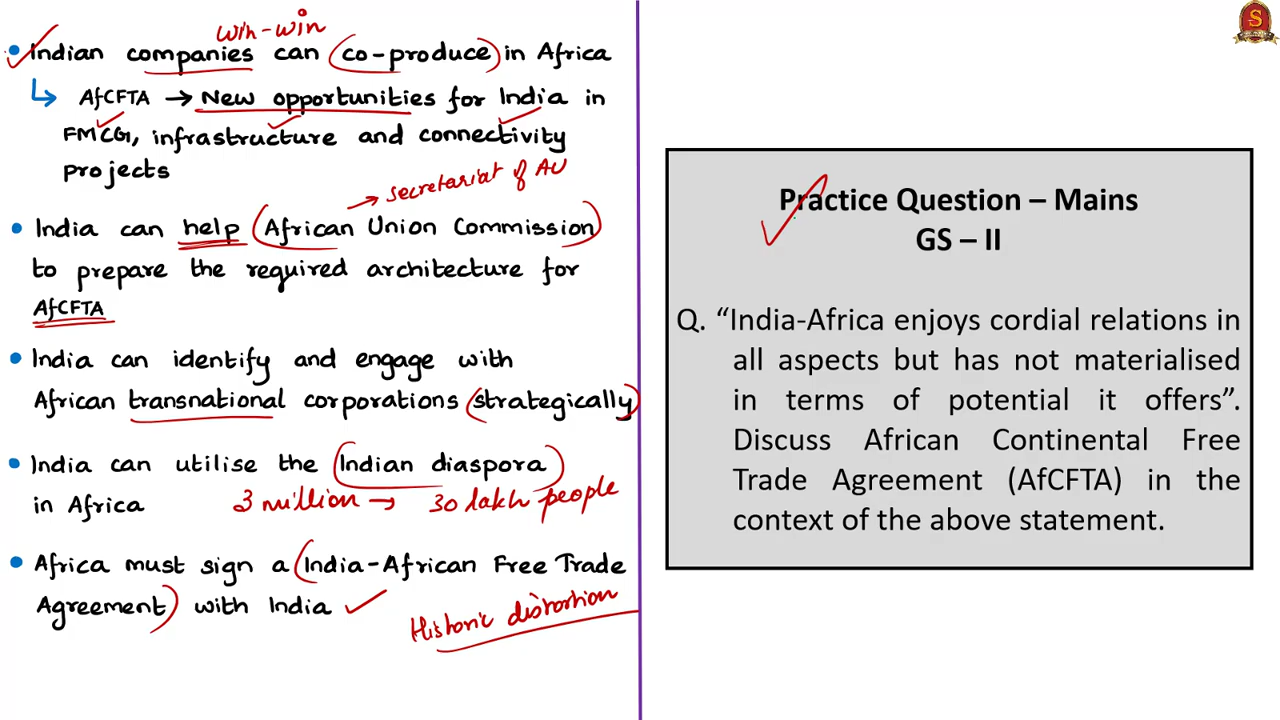 win-win
• Indian companies can (co-produce) in Africa
↳ AfCFTA → New opportunities for India in
FMCG, infrastructure and connectivity
projects
→ secretariat of AU
• India can help (African Union Commission)
to prepare the required architecture for
AfCFTA
• India can identify and engage with
African transnational corporations (strategically)
• India can utilise the (Indian diaspora)
in Africa 3 million → 30 lakh people
• Africa must sign a (India-African Free Trade
Agreement) with India ✓
Historic distortion
Practice Question – Mains
GS – II
Q. “India-Africa enjoys cordial relations in
all aspects but has not materialised
in terms of potential it offers”.
Discuss African Continental Free
Trade Agreement (AfCFTA) in the
context of the above statement.
S